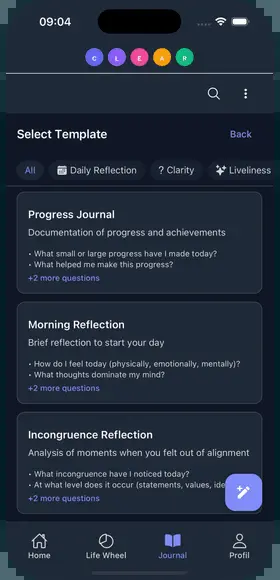 09:04
C L E A R
Select Template
Back
All
Daily Reflection
? Clarity
Liveliness
Progress Journal
Documentation of progress and achievements
• What small or large progress have I made today?
• What helped me make this progress?
+2 more questions
Morning Reflection
Brief reflection to start your day
• How do I feel today (physically, emotionally, mentally)?
• What thoughts dominate my mind?
+2 more questions
Incongruence Reflection
Analysis of moments when you felt out of alignment
• What incongruence have I noticed today?
• At what level does it occur (statements, values, ide
+2 more questions
Home
Life Wheel
Journal
Profil